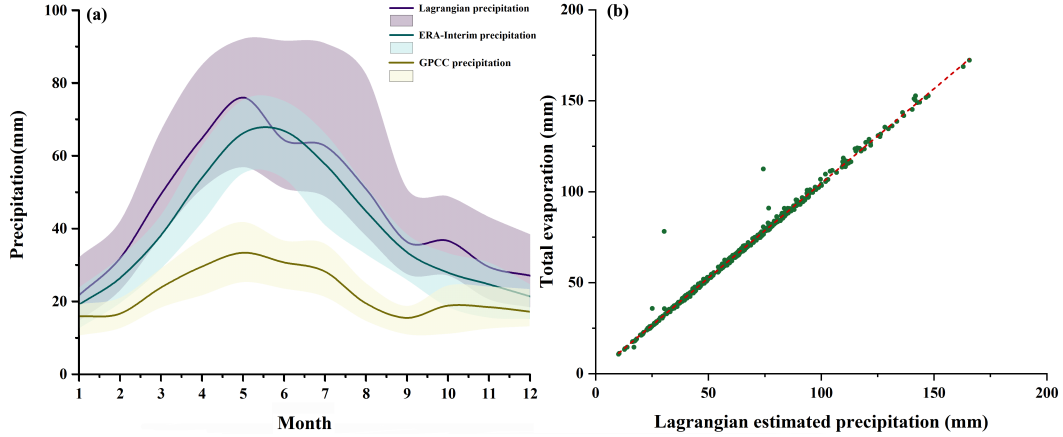 (a)
Lagrangian precipitation
ERA-Interim precipitation
GPCC precipitation
100
80
60
40
20
0
Precipitation(mm)
1 2 3 4 5 6 7 8 9 10 11 12
Month
(b)
200
150
100
50
0
Total evaporation (mm)
0 50 100 150 200
Lagrangian estimated precipitation (mm)